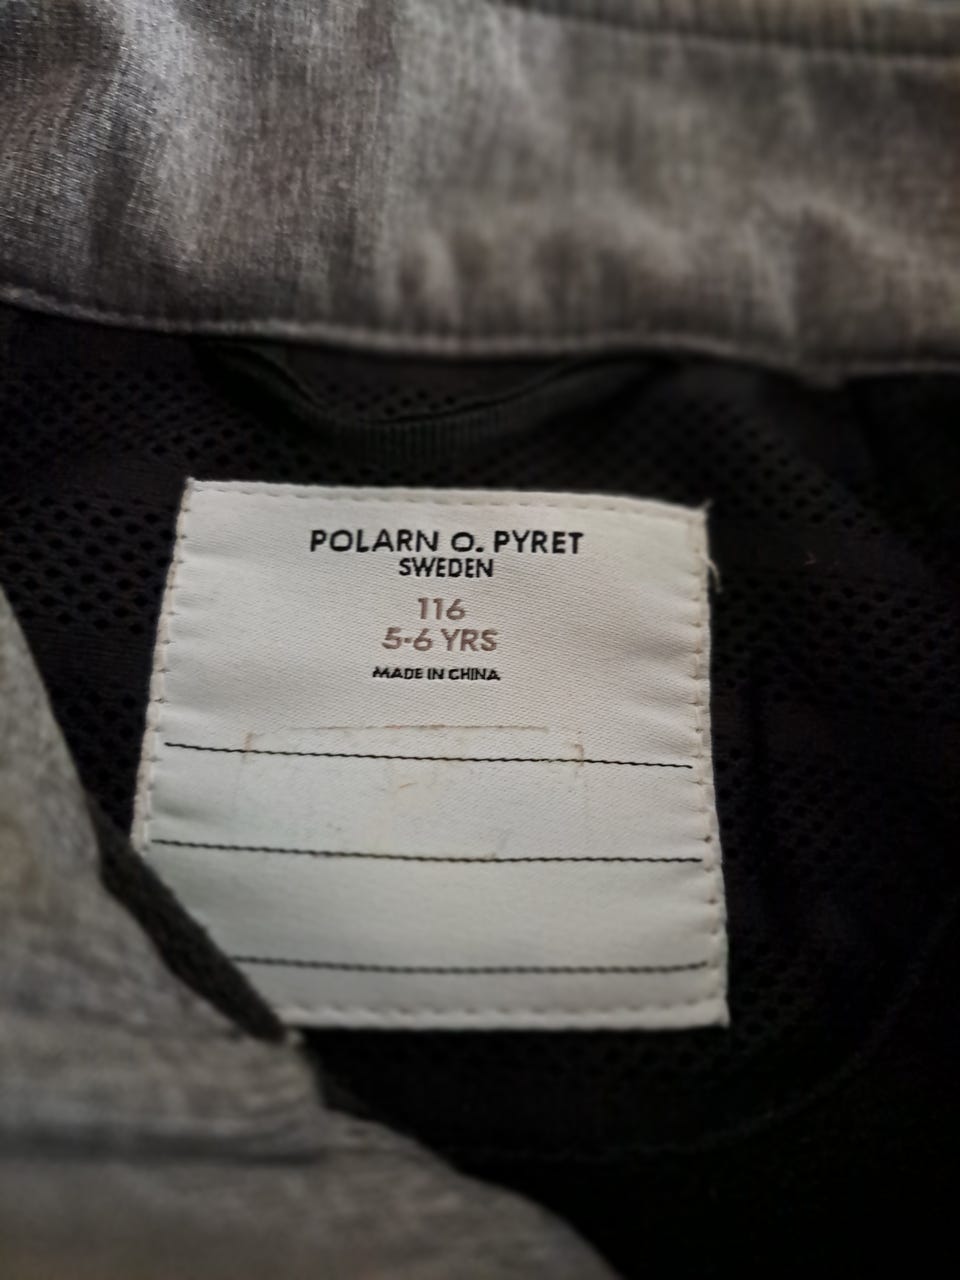 POLARN O. PYRET
SWEDEN
116
5-6 YRS
MADE IN CHINA